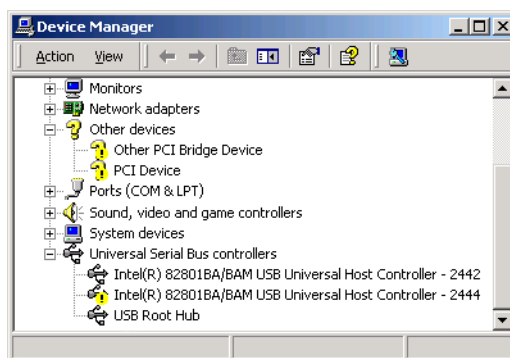 Device Manager
Action View
Monitors
Network adapters
Other devices
Other PCI Bridge Device
PCI Device
Ports (COM & LPT)
Sound, video and game controllers
System devices
Universal Serial Bus controllers
Intel(R) 82801BA/BAM USB Universal Host Controller - 2442
Intel(R) 82801BA/BAM USB Universal Host Controller - 2444
USB Root Hub